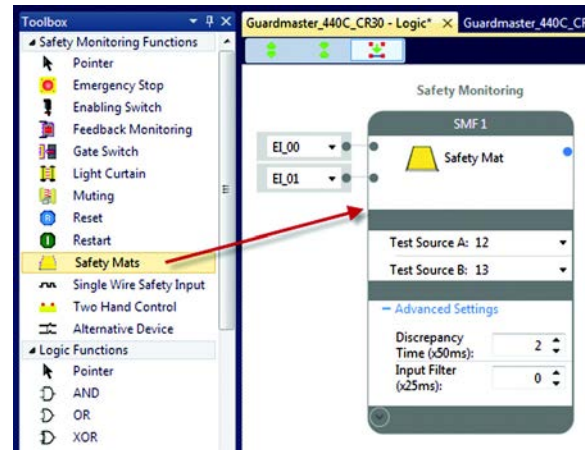 Toolbox
Guardmaster_440C_CR30 - Logic*
Guardmaster_440C_CR
Safety Monitoring Functions
Pointer
Emergency Stop
Enabling Switch
Feedback Monitoring
Gate Switch
Light Curtain
Muting
Reset
Restart
Safety Mats
Single Wire Safety Input
Two Hand Control
Alternative Device
Logic Functions
Pointer
AND
OR
XOR
Safety Monitoring
SMF 1
EI_00
EI_01
Safety Mat
Test Source A: 12
Test Source B: 13
Advanced Settings
Discrepancy
Time (x50ms):
2
Input Filter
(x25ms):
0